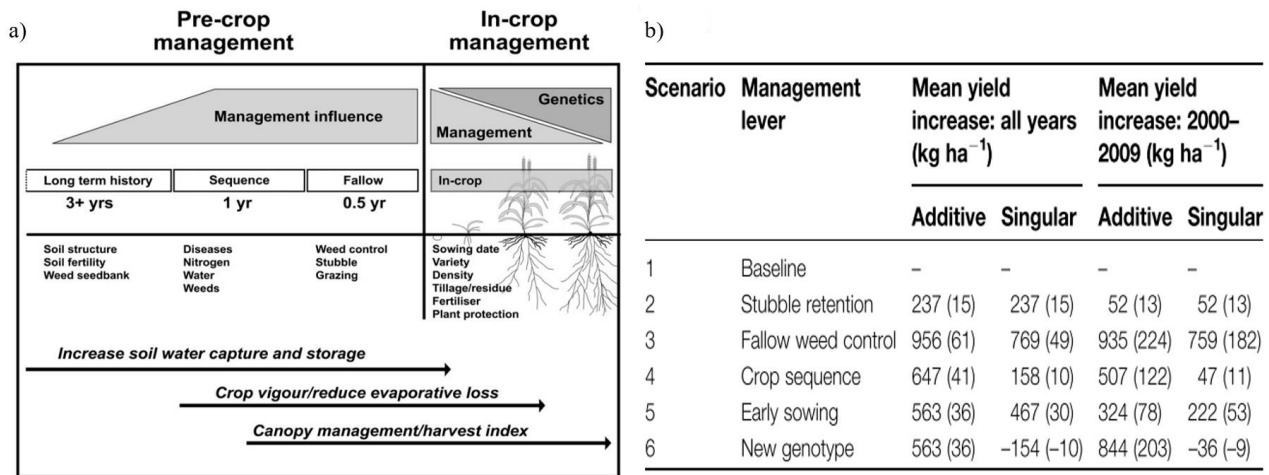 a)
Pre-crop
management
In-crop
management
Genetics
Management influence
Management
Long term history
Sequence
Fallow
In-crop
3+ yrs
1 yr
0.5 yr
Soil structure
Soil fertility
Weed seedbank
Diseases
Nitrogen
Water
Weeds
Weed control
Stubble
Grazing
Sowing date
Variety
Density
Tillage/residue
Fertiliser
Plant protection
Increase soil water capture and storage
Crop vigour/reduce evaporative loss
Canopy management/harvest index
b)
Scenario Management lever Mean yield increase: all years (kg ha⁻¹) Mean yield increase: 2000–2009 (kg ha⁻¹)
Additive Singular Additive Singular
1 Baseline – – – –
2 Stubble retention 237 (15) 237 (15) 52 (13) 52 (13)
3 Fallow weed control 956 (61) 769 (49) 935 (224) 759 (182)
4 Crop sequence 647 (41) 158 (10) 507 (122) 47 (11)
5 Early sowing 563 (36) 467 (30) 324 (78) 222 (53)
6 New genotype 563 (36) –154 (–10) 844 (203) –36 (–9)